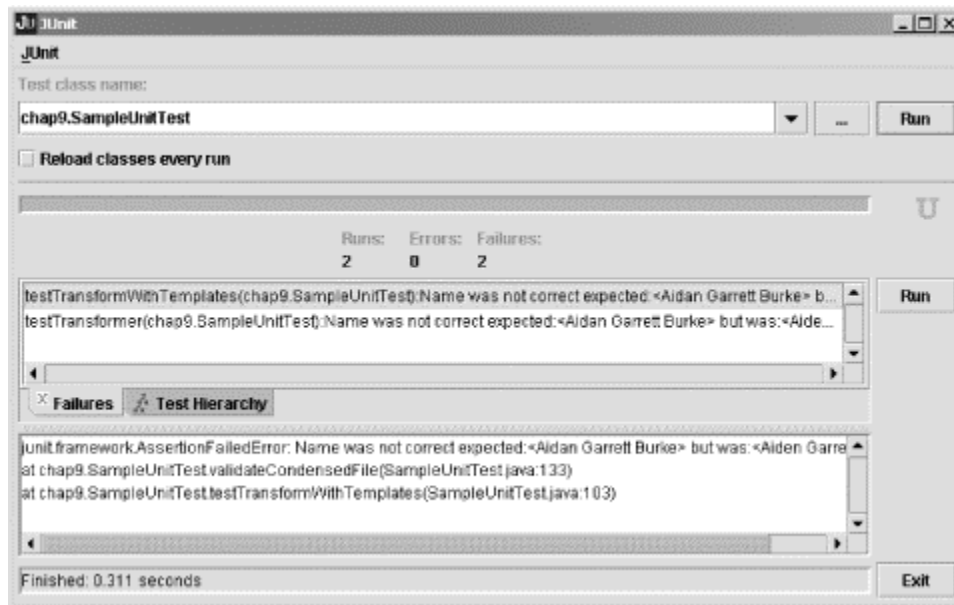 JU JUnit
JUnit
Test class name:
chap9.SampleUnitTest
...
Run
Reload classes every run
U
Runs: Errors: Failures:
2 0 2
testTransformWithTemplates(chap9.SampleUnitTest):Name was not correct expected:<Aidan Garrett Burke> b...
Run
testTransformer(chap9.SampleUnitTest):Name was not correct expected:<Aidan Garrett Burke> but was:<Aide...
X Failures
Test Hierarchy
junit.framework.AssertionFailedError: Name was not correct expected:<Aidan Garrett Burke> but was:<Aiden Garre
at chap9.SampleUnitTest.validateCondensedFile(SampleUnitTest.java:133)
at chap9.SampleUnitTest.testTransformWithTemplates(SampleUnitTest.java:103)
Finished: 0.311 seconds
Exit